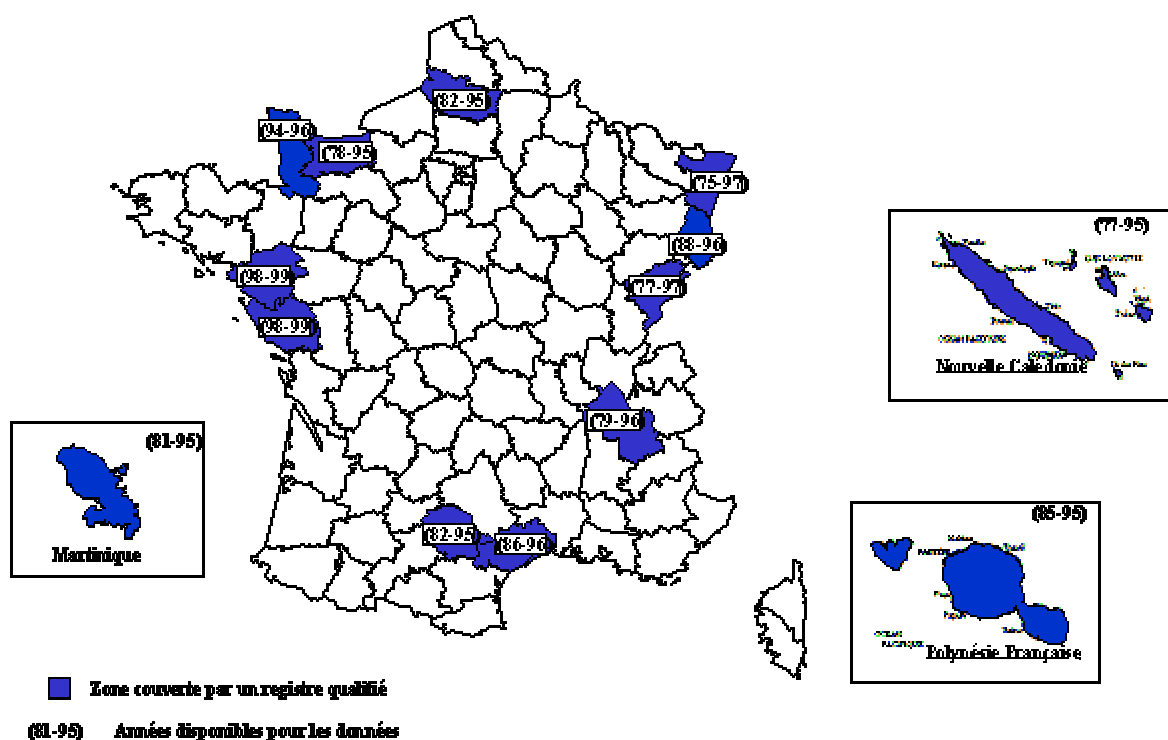 (82-95)
(94-96)
(78-95)
(75-97)
(88-96)
(77-97)
(98-99)
(98-99)
(79-96)
(82-95)
(86-96)
(77-95)
Nouvelle Calédonie
(81-95)
Martinique
(85-95)
OCEAN
PACIFIQUE
Polynésie Française
Zone couverte par un registre qualifié
(81-95) Années disponibles pour les données